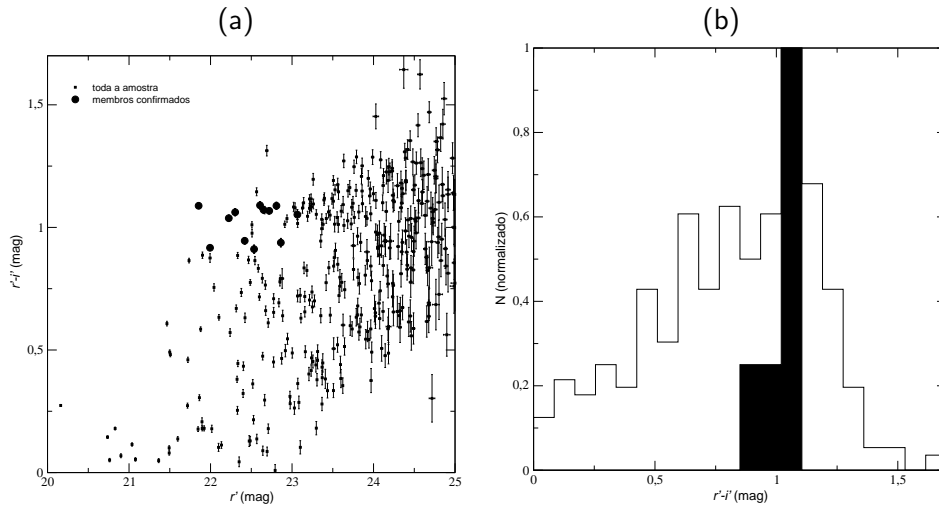 (a)
1,5
1
0,5
0
r'-i' (mag)
toda a amostra
membros confirmados
20
21
22
23
24
25
r' (mag)
(b)
1
0,8
0,6
0,4
0,2
0
N (normalizado)
0
0,5
1
1,5
r'-i' (mag)